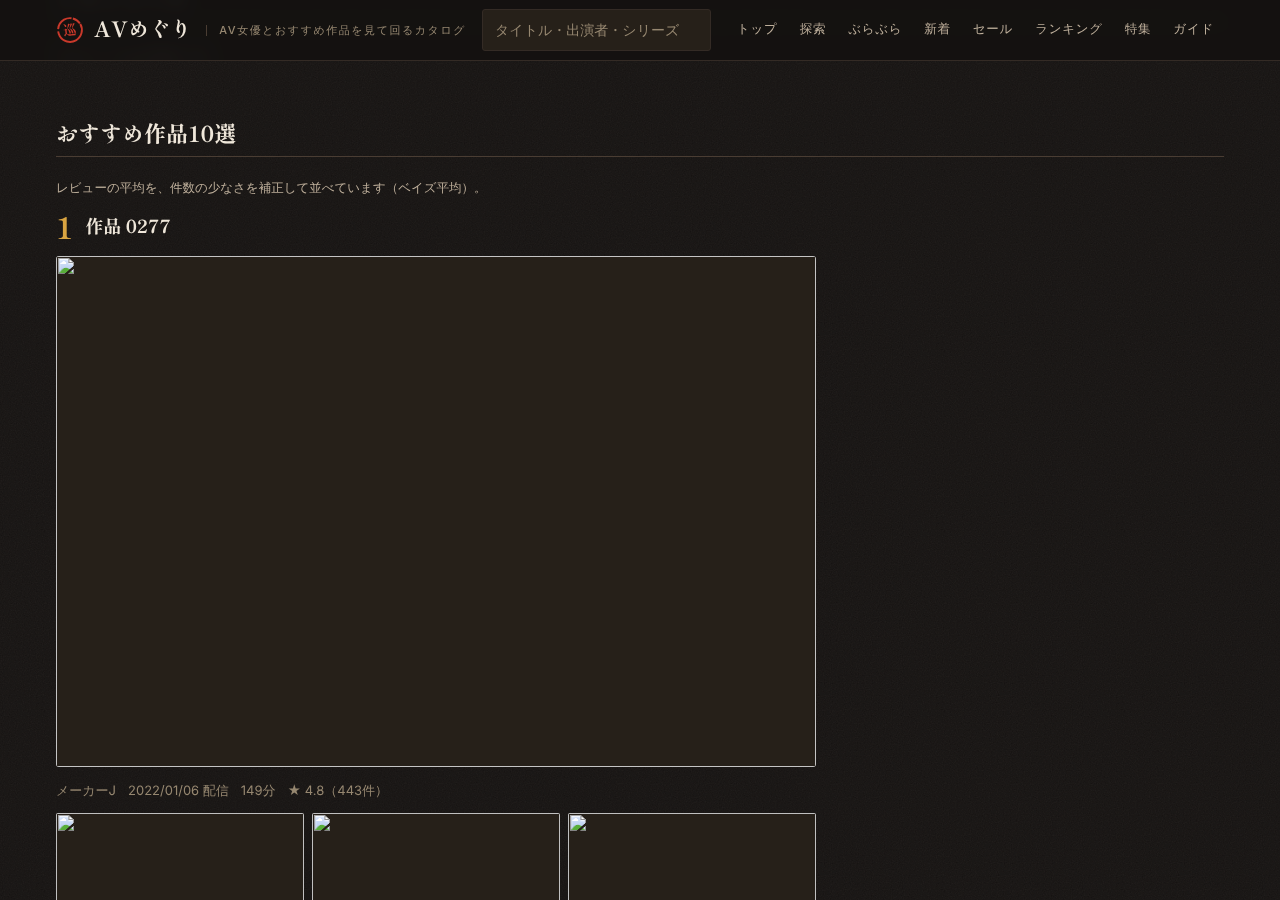 巡 AVめぐり AV女優とおすすめ作品を見て回るカタログ タイトル・出演者・シリーズ トップ 探索 ぶらぶら 新着 セール ランキング 特集 ガイド
おすすめ作品10選
レビューの平均を、件数の少なさを補正して並べています（ベイズ平均）。
1 作品 0277
メーカーJ 2022/01/06 配信 149分 ★ 4.8（443件）